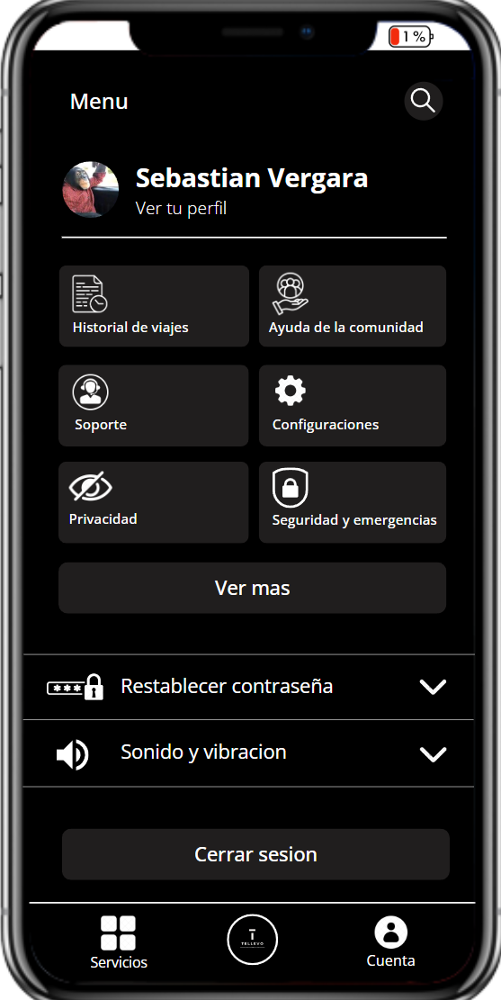 1 %
Menu
Sebastian Vergara
Ver tu perfil
Historial de viajes
Ayuda de la comunidad
Soporte
Configuraciones
Privacidad
Seguridad y emergencias
Ver mas
***
Restablecer contraseña
Sonido y vibracion
Cerrar sesion
Servicios
TELLEVO
Cuenta